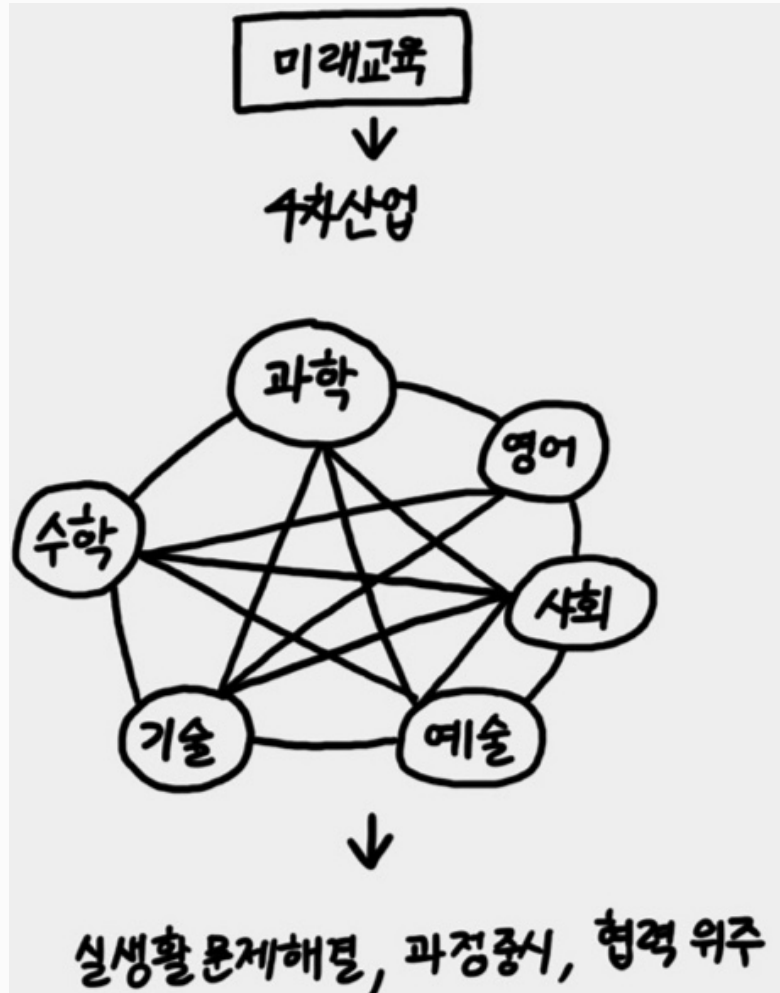 미래교육
4차산업
과학
영어
수학
사회
기술
예술
실생활 문제해결, 과정중시, 협력 위주